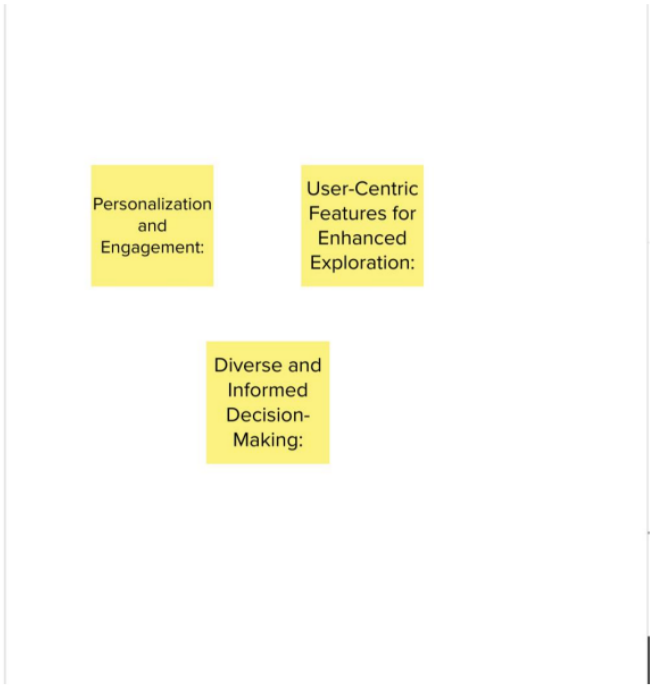 Personalization
and
Engagement:
User-Centric
Features for
Enhanced
Exploration:
Diverse and
Informed
Decision-
Making: